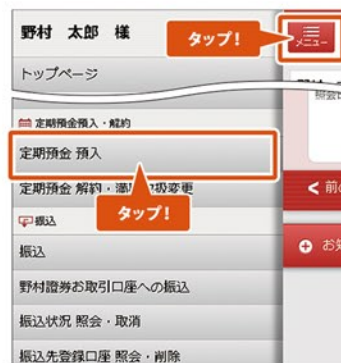 野村 太郎 様
タップ!
メニュー
トップページ
定期預金預入・解約
定期預金 預入
定期預金 解約・満
扱変更
タップ!
< 前の
振込
振込
お知
野村證券お取引口座への振込
振込状況 照会・取消
振込先登録口座 照会・削除